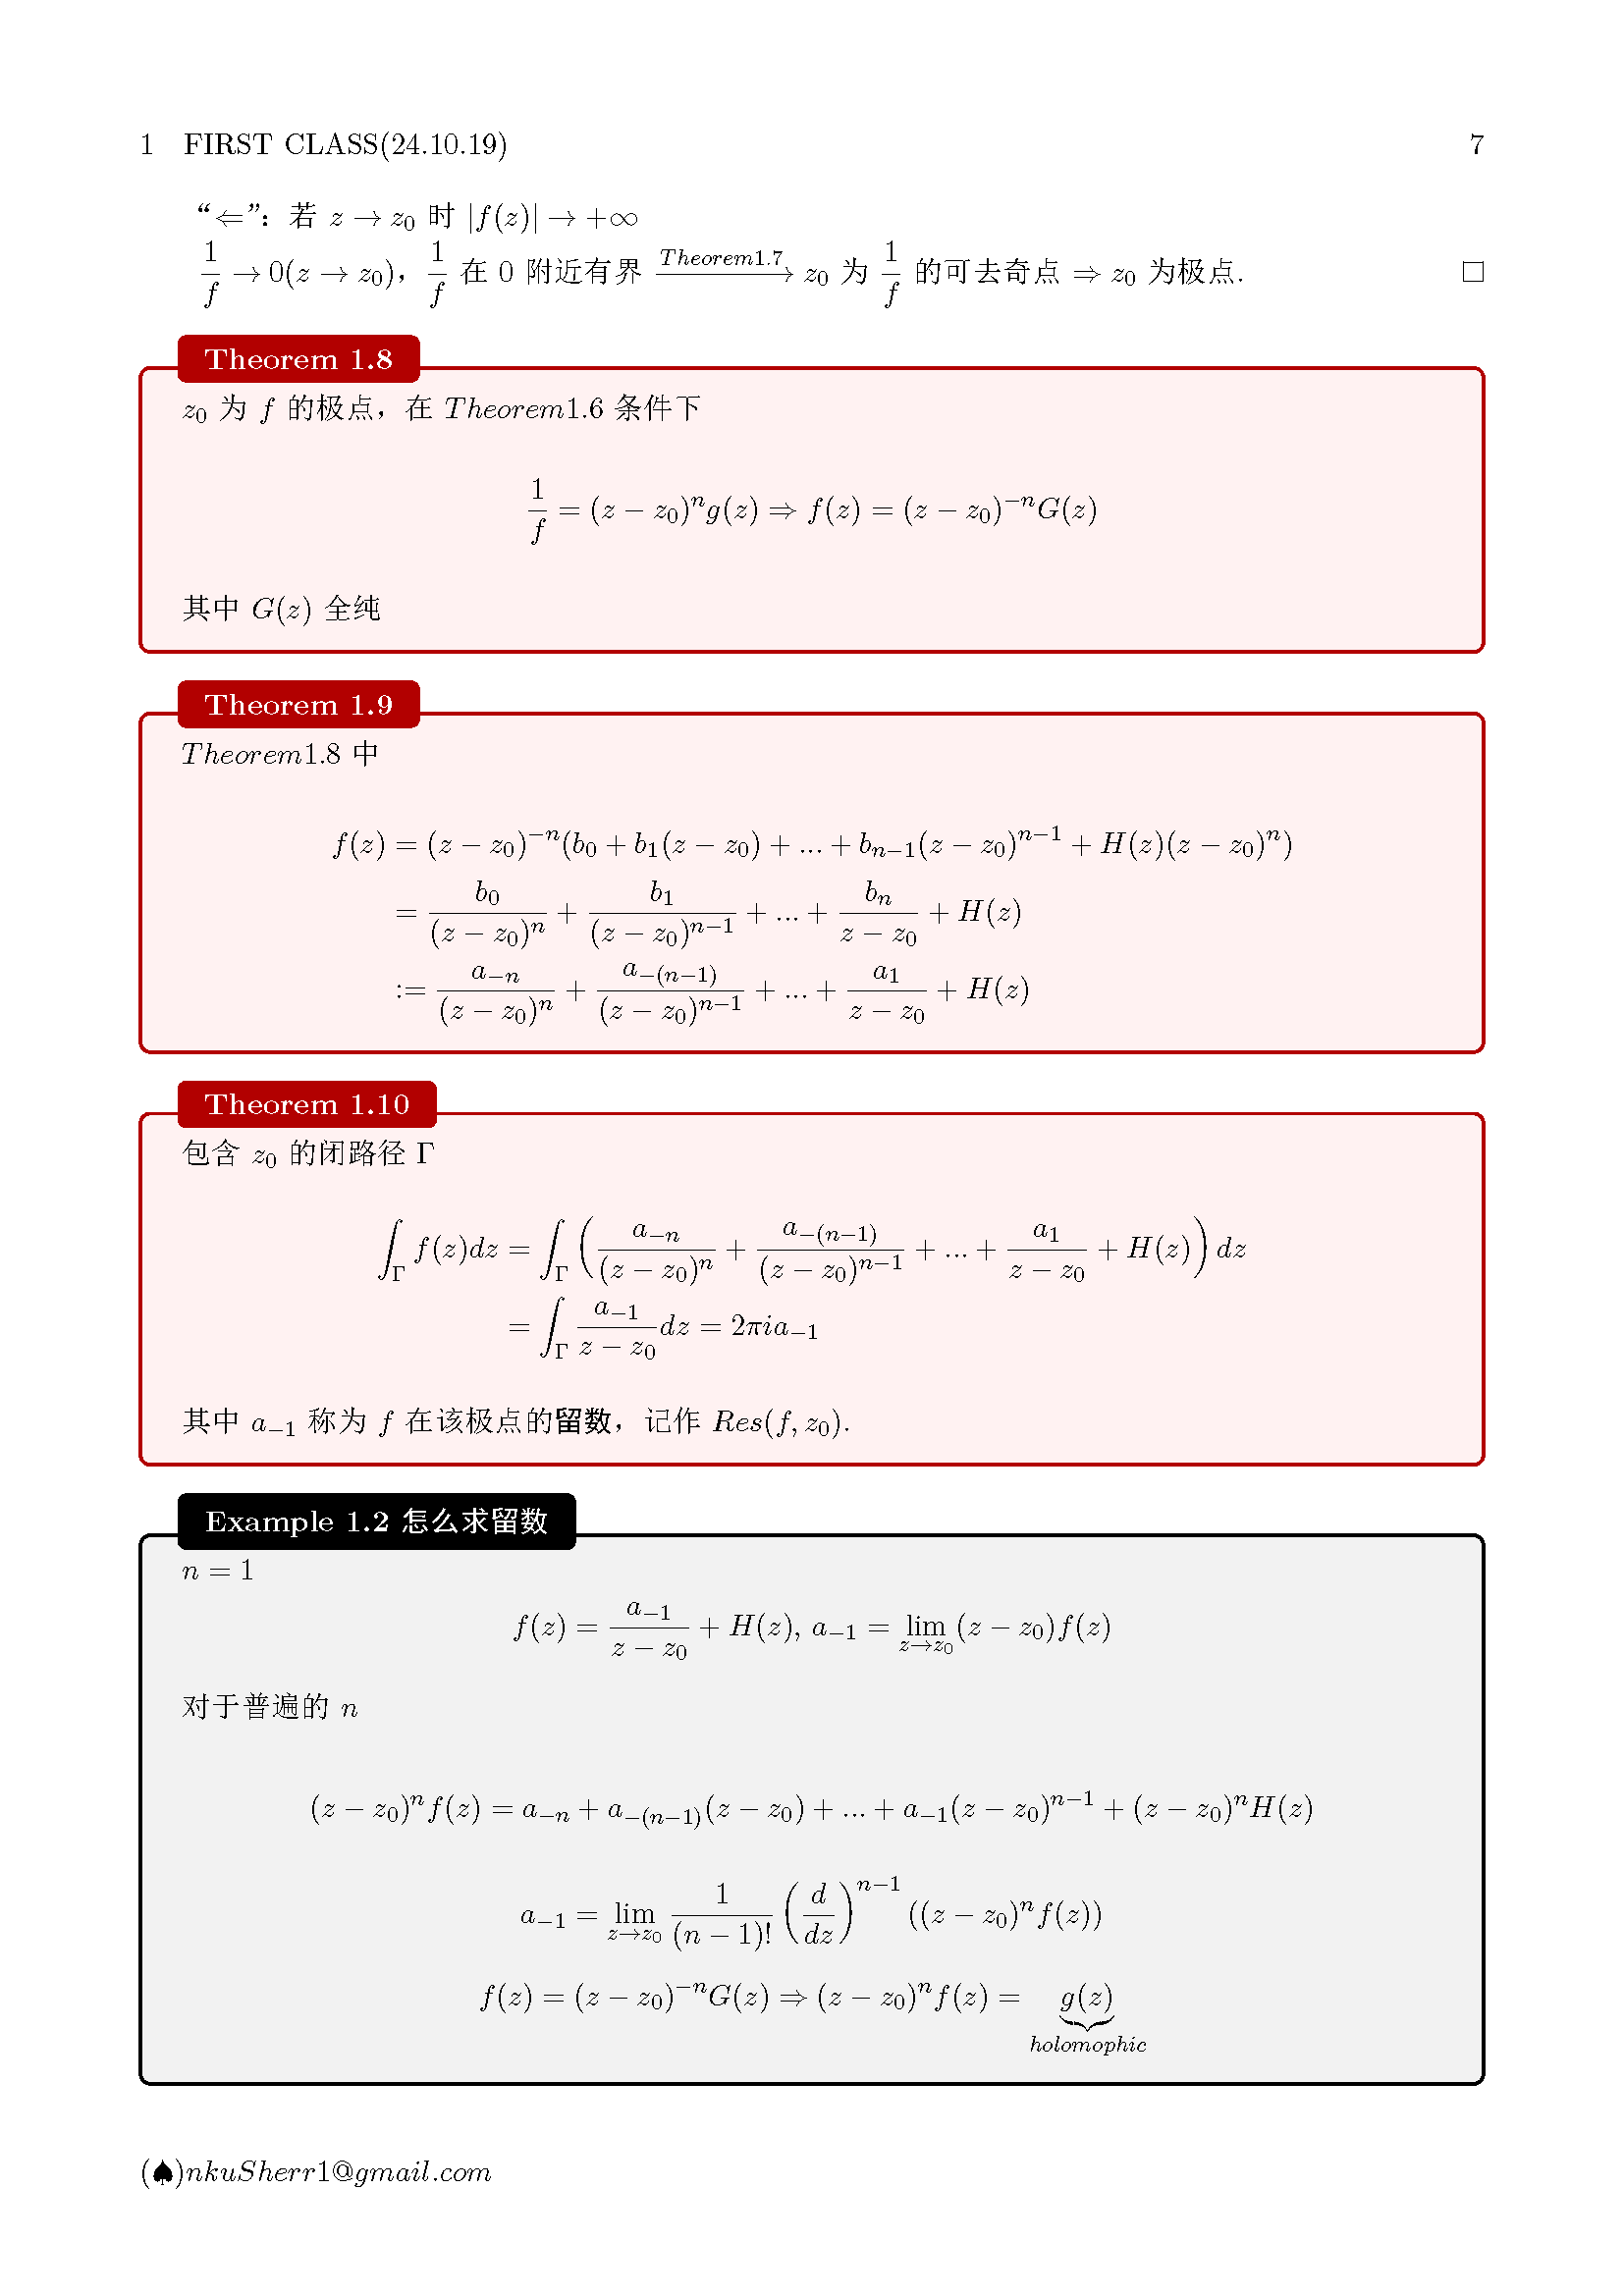 1 FIRST CLASS(24.10.19) 7
“⇐”: 若 $z \to z_0$ 时 $|f(z)| \to +\infty$
$\frac{1}{f} \to 0(z \to z_0)$，$\frac{1}{f}$ 在 0 附近有界 $\xrightarrow{Theorem1.7}$ $z_0$ 为 $\frac{1}{f}$ 的可去奇点 $\Rightarrow z_0$ 为极点. □
Theorem 1.8
$z_0$ 为 $f$ 的极点，在 $Theorem1.6$ 条件下
$\frac{1}{f} = (z - z_0)^n g(z) \Rightarrow f(z) = (z - z_0)^{-n} G(z)$
其中 $G(z)$ 全纯
Theorem 1.9
$Theorem1.8$ 中
$f(z) = (z - z_0)^{-n}(b_0 + b_1(z - z_0) + ... + b_{n-1}(z - z_0)^{n-1} + H(z)(z - z_0)^n)$
$= \frac{b_0}{(z - z_0)^n} + \frac{b_1}{(z - z_0)^{n-1}} + ... + \frac{b_n}{z - z_0} + H(z)$
$:= \frac{a_{-n}}{(z - z_0)^n} + \frac{a_{-(n-1)}}{(z - z_0)^{n-1}} + ... + \frac{a_1}{z - z_0} + H(z)$
Theorem 1.10
包含 $z_0$ 的闭路径 $\Gamma$
$\int_\Gamma f(z)dz = \int_\Gamma \left( \frac{a_{-n}}{(z - z_0)^n} + \frac{a_{-(n-1)}}{(z - z_0)^{n-1}} + ... + \frac{a_1}{z - z_0} + H(z) \right) dz$
$= \int_\Gamma \frac{a_{-1}}{z - z_0} dz = 2\pi i a_{-1}$
其中 $a_{-1}$ 称为 $f$ 在该极点的留数，记作 $Res(f, z_0)$.
Example 1.2 怎么求留数
$n = 1$
$f(z) = \frac{a_{-1}}{z - z_0} + H(z), a_{-1} = \lim_{z \to z_0} (z - z_0)f(z)$
对于普遍的 $n$
$(z - z_0)^n f(z) = a_{-n} + a_{-(n-1)}(z - z_0) + ... + a_{-1}(z - z_0)^{n-1} + (z - z_0)^n H(z)$
$a_{-1} = \lim_{z \to z_0} \frac{1}{(n-1)!} \left( \frac{d}{dz} \right)^{n-1} ((z - z_0)^n f(z))$
$f(z) = (z - z_0)^{-n} G(z) \Rightarrow (z - z_0)^n f(z) = \underbrace{g(z)}_{holomophic}$
(♠)nkuSherr1@gmail.com